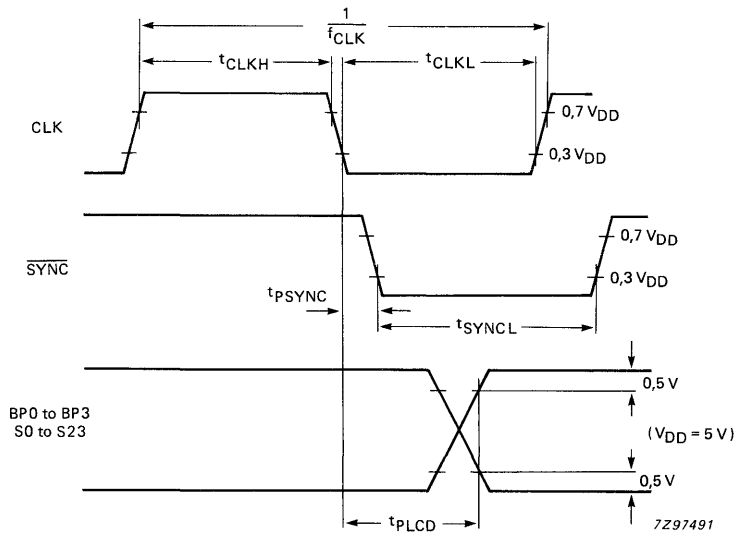 1
fCLK
tCLKH
tCLKL
CLK
0,7 VDD
0,3 VDD
SYNC
0,7 VDD
0,3 VDD
tPSYNC
tSYNCL
BP0 to BP3
S0 to S23
0,5 V
(VDD = 5 V)
0,5 V
tPLCD
7Z97491